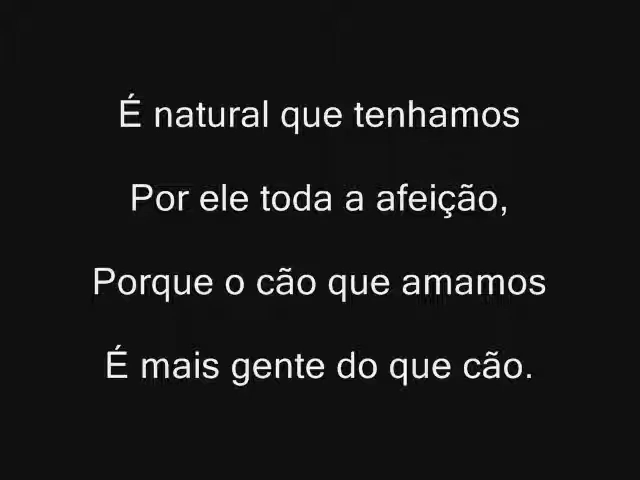 É natural que tenhamos
Por ele toda a afeição,
Porque o cão que amamos
É mais gente do que cão.